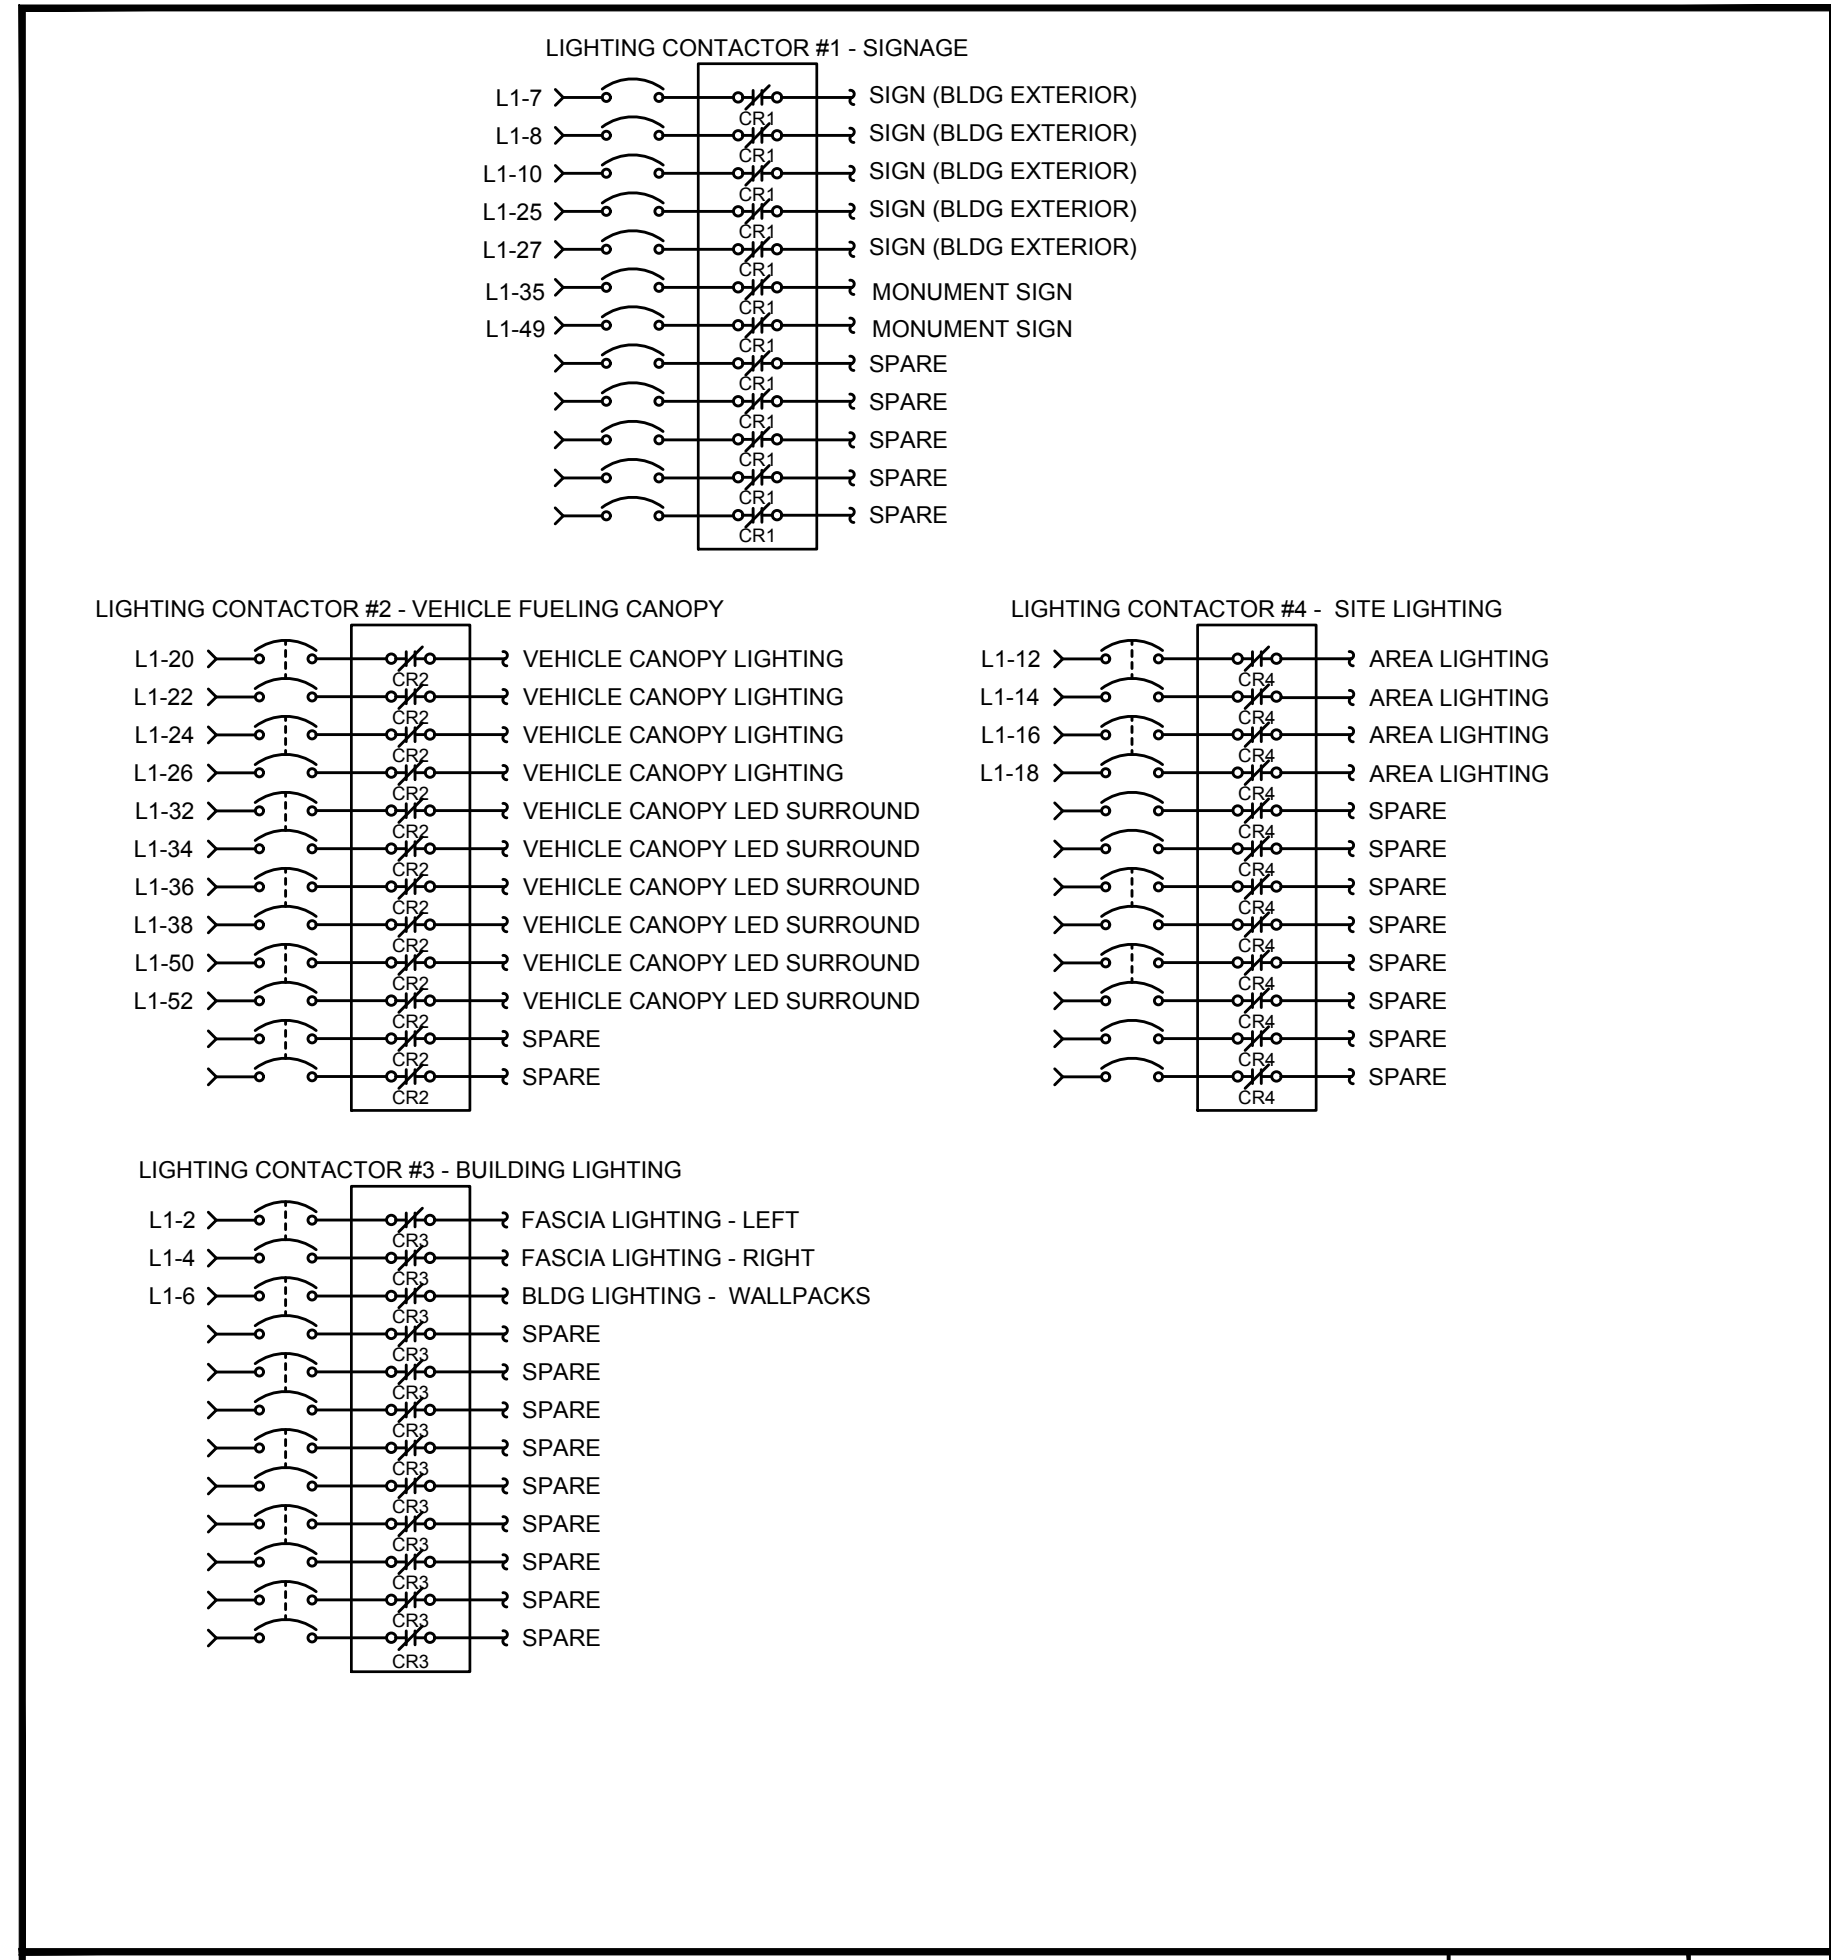 LIGHTING CONTACTOR #1 - SIGNAGE
L1-7 SIGN (BLDG EXTERIOR)
CR1
L1-8 SIGN (BLDG EXTERIOR)
CR1
L1-10 SIGN (BLDG EXTERIOR)
CR1
L1-25 SIGN (BLDG EXTERIOR)
CR1
L1-27 SIGN (BLDG EXTERIOR)
CR1
L1-35 MONUMENT SIGN
CR1
L1-49 MONUMENT SIGN
CR1
SPARE
CR1
SPARE
CR1
SPARE
CR1
SPARE
CR1
SPARE
CR1
LIGHTING CONTACTOR #2 - VEHICLE FUELING CANOPY
L1-20 VEHICLE CANOPY LIGHTING
CR2
L1-22 VEHICLE CANOPY LIGHTING
CR2
L1-24 VEHICLE CANOPY LIGHTING
CR2
L1-26 VEHICLE CANOPY LIGHTING
CR2
L1-32 VEHICLE CANOPY LED SURROUND
CR2
L1-34 VEHICLE CANOPY LED SURROUND
CR2
L1-36 VEHICLE CANOPY LED SURROUND
CR2
L1-38 VEHICLE CANOPY LED SURROUND
CR2
L1-50 VEHICLE CANOPY LED SURROUND
CR2
L1-52 VEHICLE CANOPY LED SURROUND
CR2
SPARE
CR2
SPARE
CR2
LIGHTING CONTACTOR #4 - SITE LIGHTING
L1-12 AREA LIGHTING
CR4
L1-14 AREA LIGHTING
CR4
L1-16 AREA LIGHTING
CR4
L1-18 AREA LIGHTING
CR4
SPARE
CR4
SPARE
CR4
SPARE
CR4
SPARE
CR4
SPARE
CR4
SPARE
CR4
SPARE
CR4
SPARE
CR4
LIGHTING CONTACTOR #3 - BUILDING LIGHTING
L1-2 FASCIA LIGHTING - LEFT
CR3
L1-4 FASCIA LIGHTING - RIGHT
CR3
L1-6 BLDG LIGHTING - WALLPACKS
CR3
SPARE
CR3
SPARE
CR3
SPARE
CR3
SPARE
CR3
SPARE
CR3
SPARE
CR3
SPARE
CR3
SPARE
CR3
SPARE
CR3